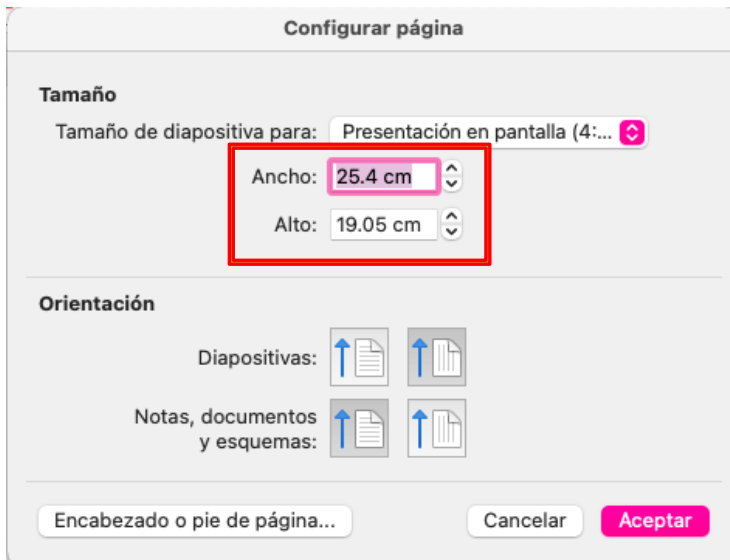 Configurar página
Tamaño
Tamaño de diapositiva para: Presentación en pantalla (4:...
Ancho: 25.4 cm
Alto: 19.05 cm
Orientación
Diapositivas:
Notas, documentos
y esquemas:
Encabezado o pie de página... Cancelar Aceptar